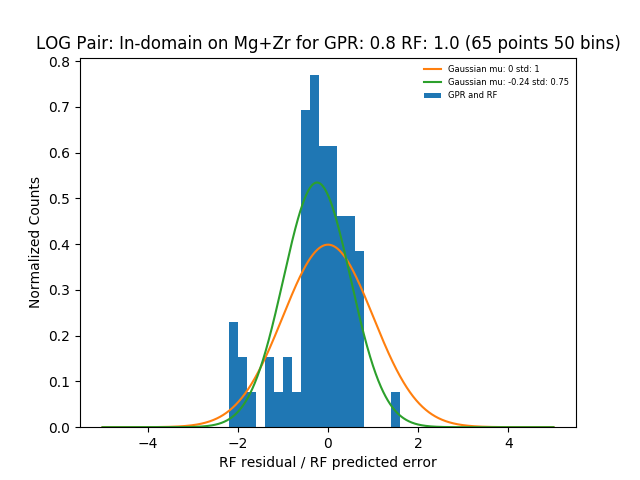 LOG Pair: In-domain on Mg+Zr for GPR: 0.8 RF: 1.0 (65 points 50 bins)
Gaussian mu: 0 std: 1
Gaussian mu: -0.24 std: 0.75
GPR and RF
Normalized Counts
0.8
0.7
0.6
0.5
0.4
0.3
0.2
0.1
0.0
−4 −2 0 2 4
RF residual / RF predicted error